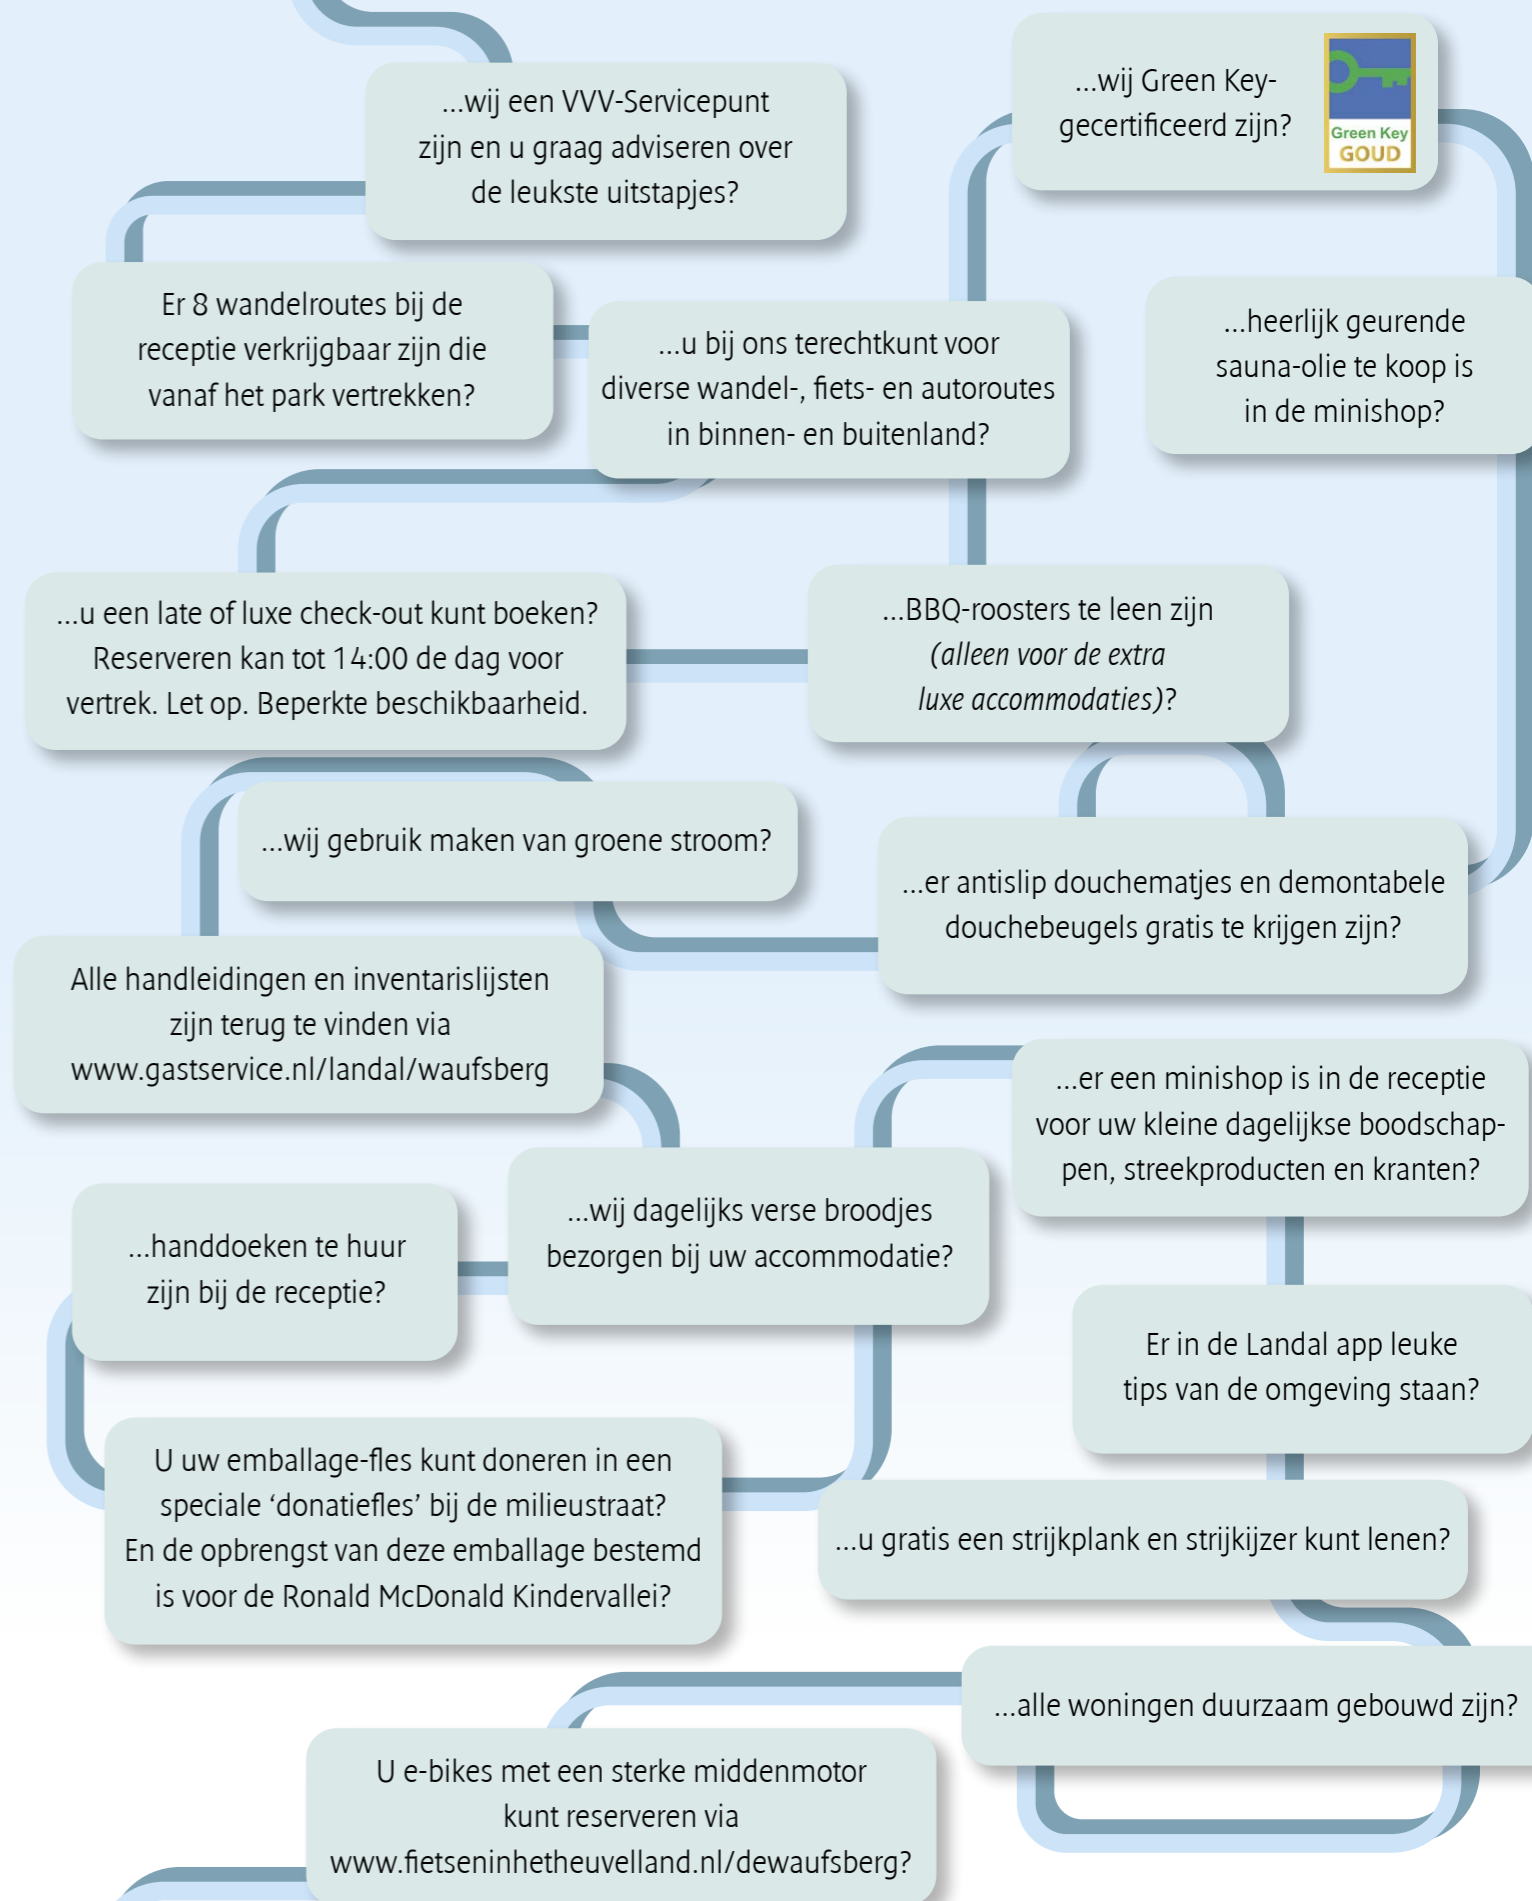 ...wij een VVV-Servicepunt
zijn en u graag adviseren over
de leukste uitstapjes?
...wij Green Key-
gecertificeerd zijn?
Green Key
GOUD
Er 8 wandelroutes bij de
receptie verkrijgbaar zijn die
vanaf het park vertrekken?
...u bij ons terechtkunt voor
diverse wandel-, fiets- en autoroutes
in binnen- en buitenland?
...heerlijk geurende
sauna-olie te koop is
in de minishop?
...u een late of luxe check-out kunt boeken?
Reserveren kan tot 14:00 de dag voor
vertrek. Let op. Beperkte beschikbaarheid.
...BBQ-roosters te leen zijn
(alleen voor de extra
luxe accommodaties)?
...wij gebruik maken van groene stroom?
...er antislip douchematjes en demontabele
douchebeugels gratis te krijgen zijn?
Alle handleidingen en inventarislijsten
zijn terug te vinden via
www.gastservice.nl/landal/waufsberg
...er een minishop is in de receptie
voor uw kleine dagelijkse boodschap-
pen, streekproducten en kranten?
...wij dagelijks verse broodjes
bezorgen bij uw accommodatie?
...handdoeken te huur
zijn bij de receptie?
Er in de Landal app leuke
tips van de omgeving staan?
U uw emballage-fles kunt doneren in een
speciale ‘donatiefles’ bij de milieustraat?
En de opbrengst van deze emballage bestemd
is voor de Ronald McDonald Kindervallei?
...u gratis een strijkplank en strijkijzer kunt lenen?
...alle woningen duurzaam gebouwd zijn?
U e-bikes met een sterke middenmotor
kunt reserveren via
www.fietseninhetheuvelland.nl/dewaufsberg?